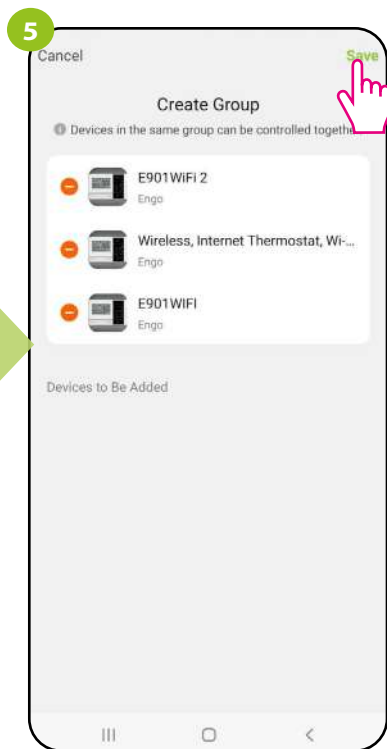 5
Cancel Save
Create Group
Devices in the same group can be controlled togethe
E901WiFi 2
Engo
Wireless, Internet Thermostat, Wi-...
Engo
E901WIFI
Engo
Devices to Be Added